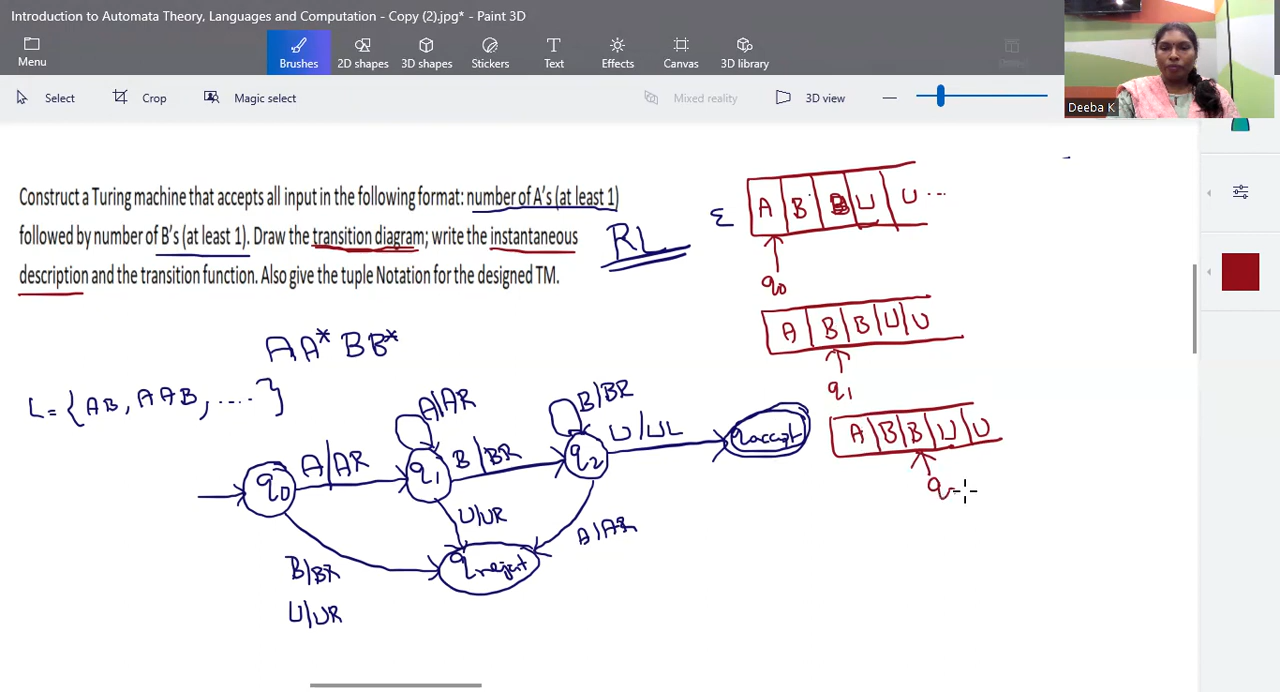 Introduction to Automata Theory, Languages and Computation - Copy (2).jpg* - Paint 3D
Menu
Brushes
2D shapes
3D shapes
Stickers
Text
Effects
Canvas
3D library
Select
Crop
Magic select
Mixed reality
3D view
Deeba K
Construct a Turing machine that accepts all input in the following format: number of A's (at least 1)
followed by number of B's (at least 1). Draw the transition diagram; write the instantaneous
description and the transition function. Also give the tuple Notation for the designed TM.
RL
AA* BB*
L = {AB, AAB, ....}
q0
A/AR
q1
A/AR
B/BR
q2
B/BR
U/UL
qaccept
U/UR
A/AR
qreject
B/BR
U/UR
Σ
A B B U U ...
q0
A B B U U
q1
A B B U U
q